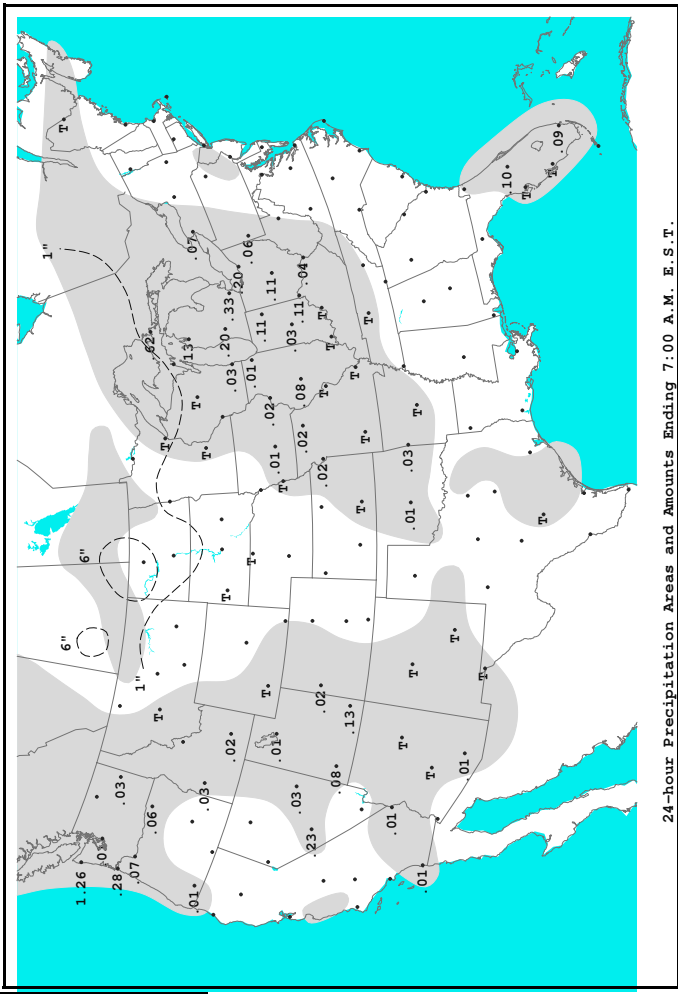 1"
T
6"
1.26
6"
.0
.28
.03
.07
1"
.62
.06
T
T
.13
.07
.01
T
.03
T
.20
T
.33
.02
.03
.20
.06
.01
T
.11
T
.02
.11
.01
.01
T
.03
.03
.11
.08
.02
.04
.23
.02
T
.02
T
T
.08
.13
T
T
T
T
.01
T
.03
.01
T
T
.01
T
T
.01
T
.10
T
T
T
.09
24-hour Precipitation Areas and Amounts Ending 7:00 A.M. E.S.T.